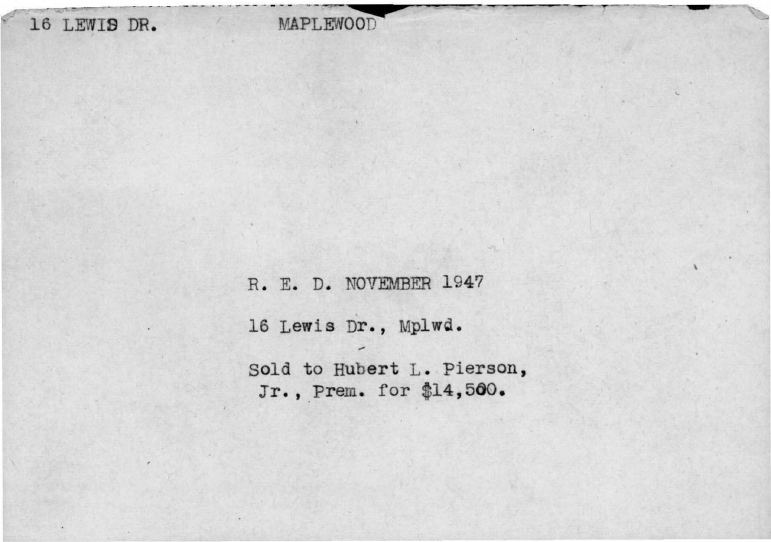 16 LEWIS DR. MAPLEWOOD
R. E. D. NOVEMBER 1947
16 Lewis Dr., Mplwd.
Sold to Hubert L. Pierson,
Jr., Prem. for $14,500.